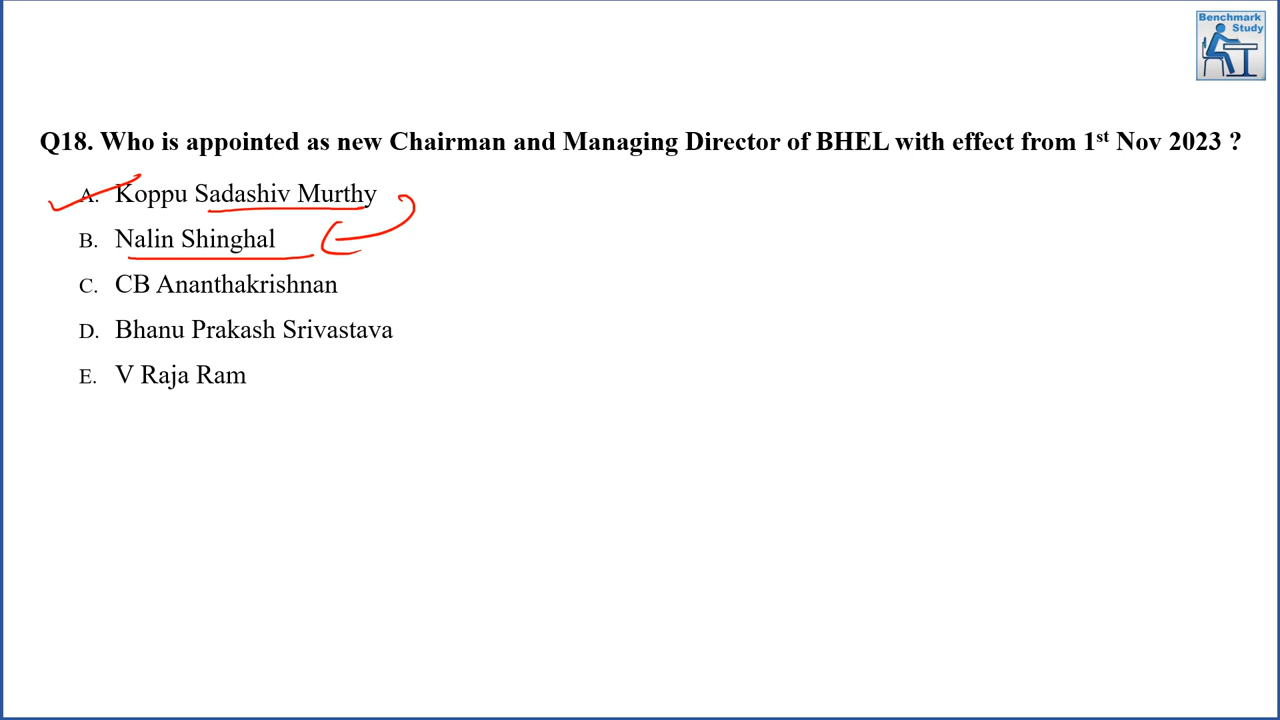 Benchmark
Study
Q18. Who is appointed as new Chairman and Managing Director of BHEL with effect from 1st Nov 2023 ?
A. Koppu Sadashiv Murthy
B. Nalin Shinghal
C. CB Ananthakrishnan
D. Bhanu Prakash Srivastava
E. V Raja Ram